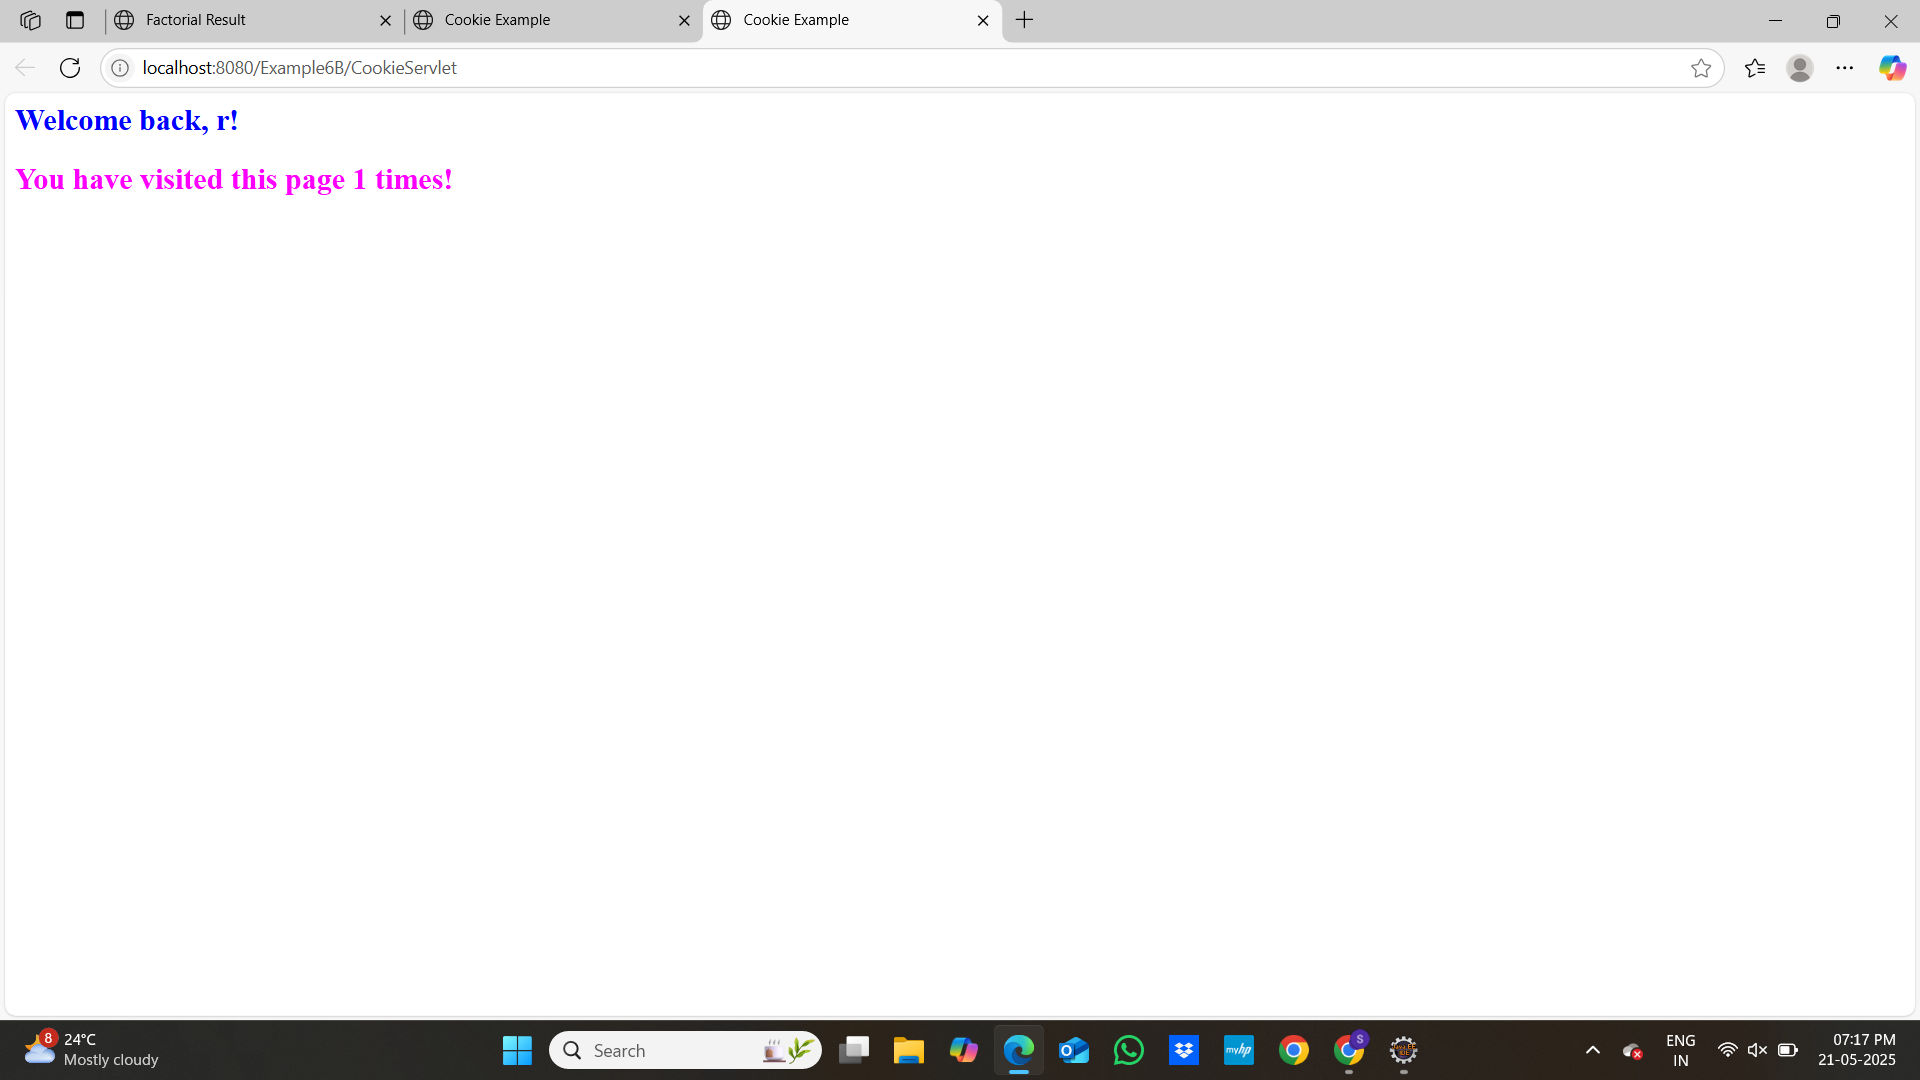 Factorial Result
Cookie Example
Cookie Example
localhost:8080/Example6B/CookieServlet
Welcome back, r!
You have visited this page 1 times!
8
24°C
Mostly cloudy
Search
myhp
S
ENG
IN
07:17 PM
21-05-2025